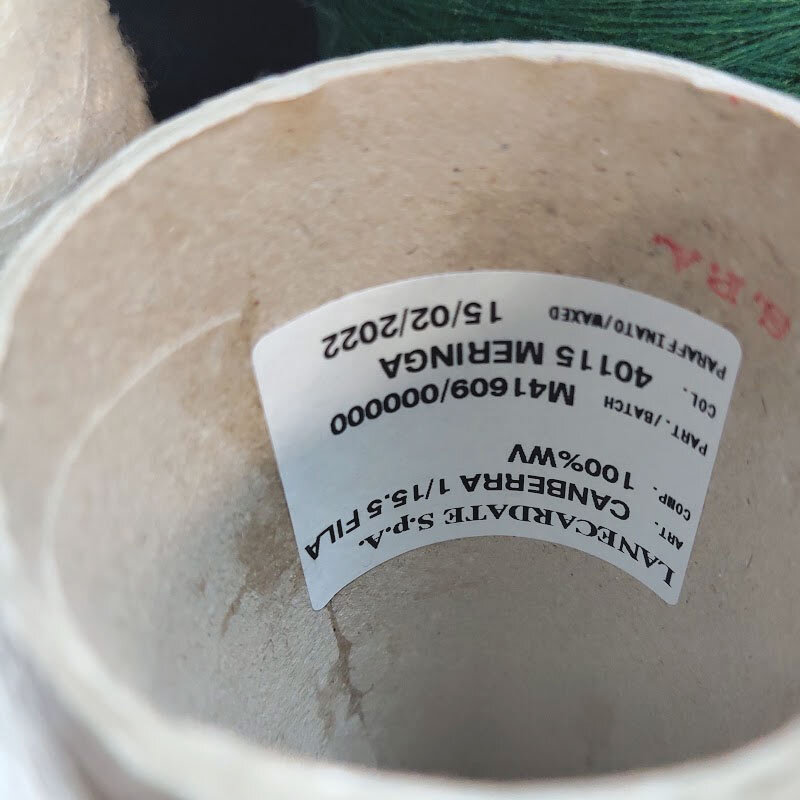 LANECARDATE S.p.A.
ART. CANBERRA 1/15.5 FILA
COMP. 100%WV
PART./BATCH M41609/000000
COL. 40115 MERINGA
PARAFFINATO/WAXED 15/02/2022
S.P.A.